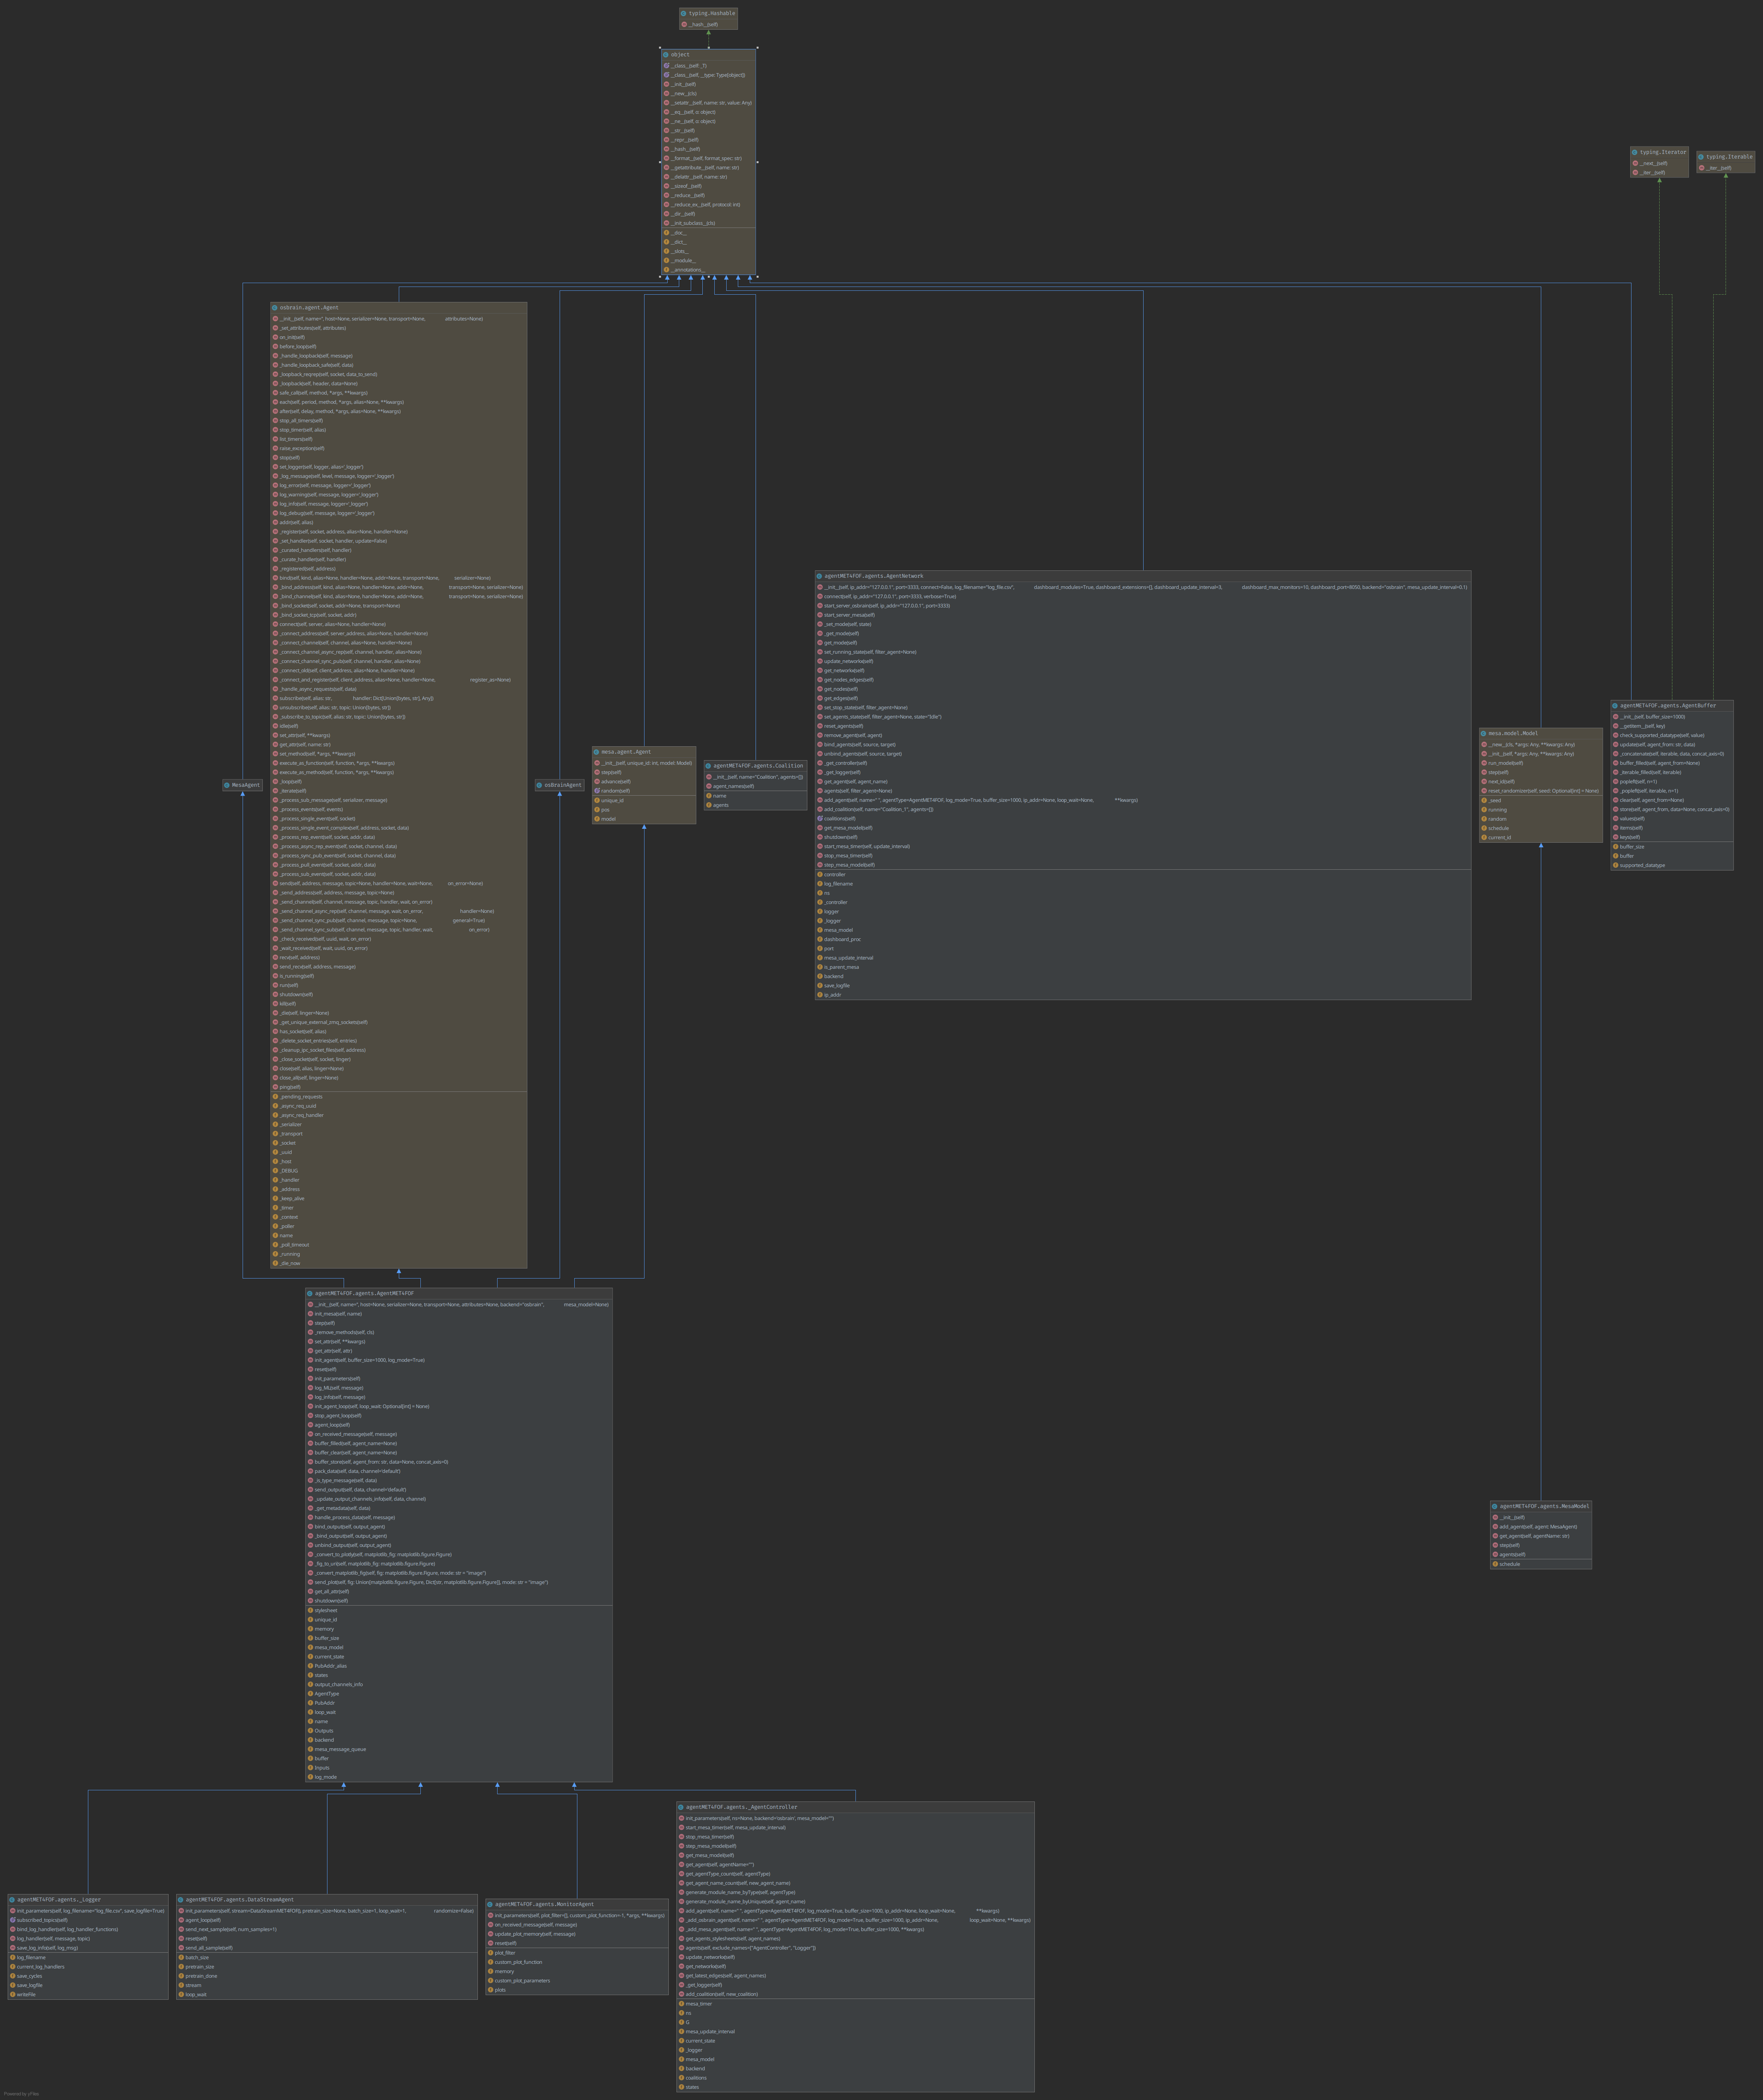 typing.Hashable
__hash__(self)
object
__class__(self: _T)
__class__(self, __type: Type[object])
__init__(self)
__new__(cls)
__setattr__(self, name: str, value: Any)
__eq__(self, o: object)
__ne__(self, o: object)
__str__(self)
__repr__(self)
__hash__(self)
__format__(self, format_spec: str)
__getattribute__(self, name: str)
__delattr__(self, name: str)
__sizeof__(self)
__reduce__(self)
__reduce_ex__(self, protocol: int)
__dir__(self)
__init_subclass__(cls)
__doc__
__dict__
__slots__
__module__
__annotations__
typing.Iterator
__next__(self)
__iter__(self)
typing.Iterable
__iter__(self)
osbrain.agent.Agent
__init__(self, name='', host=None, serializer=None, transport=None, attributes=None)
_set_attributes(self, attributes)
on_init(self)
before_loop(self)
_handle_loopback(self, message)
_handle_loopback_safe(self, data)
_loopback_reqrep(self, socket, data_to_send)
_loopback(self, header, data=None)
safe_call(self, method, *args, **kwargs)
each(self, period, method, *args, alias=None, **kwargs)
after(self, delay, method, *args, alias=None, **kwargs)
stop_all_timers(self)
stop_timer(self, alias)
list_timers(self)
raise_exception(self)
stop(self)
set_logger(self, logger, alias='_logger')
_log_message(self, level, message, logger='_logger')
log_error(self, message, logger='_logger')
log_warning(self, message, logger='_logger')
log_info(self, message, logger='_logger')
log_debug(self, message, logger='_logger')
addr(self, alias)
_register(self, socket, address, alias=None, handler=None)
_set_handler(self, socket, handler, update=False)
_curated_handlers(self, handler)
_curate_handler(self, handler)
_registered(self, address)
bind(self, kind, alias=None, handler=None, addr=None, transport=None, serializer=None)
_bind_address(self, kind, alias=None, handler=None, addr=None, transport=None, serializer=None)
_bind_channel(self, kind, alias=None, handler=None, addr=None, transport=None, serializer=None)
_bind_socket(self, socket, addr=None, transport=None)
_bind_socket_tcp(self, socket, addr)
connect(self, server, alias=None, handler=None)
_connect_address(self, server_address, alias=None, handler=None)
_connect_channel(self, channel, alias=None, handler=None)
_connect_channel_async_rep(self, channel, handler, alias=None)
_connect_channel_sync_pub(self, channel, handler, alias=None)
_connect_old(self, client_address, alias=None, handler=None)
_connect_and_register(self, client_address, alias=None, handler=None, register_as=None)
_handle_async_requests(self, data)
subscribe(self, alias: str, handler: Dict[Union[bytes, str], Any])
unsubscribe(self, alias: str, topic: Union[bytes, str])
_subscribe_to_topic(self, alias: str, topic: Union[bytes, str])
idle(self)
set_attr(self, **kwargs)
get_attr(self, name: str)
set_method(self, *args, **kwargs)
execute_as_function(self, function, *args, **kwargs)
execute_as_method(self, function, *args, **kwargs)
_loop(self)
_iterate(self)
_process_sub_message(self, serializer, message)
_process_events(self, events)
_process_single_event(self, socket)
_process_single_event_complex(self, address, socket, data)
_process_rep_event(self, socket, addr, data)
_process_async_rep_event(self, socket, channel, data)
_process_sync_pub_event(self, socket, channel, data)
_process_pull_event(self, socket, addr, data)
_process_sub_event(self, socket, addr, data)
send(self, address, message, topic=None, handler=None, wait=None, on_error=None)
_send_address(self, address, message, topic=None)
_send_channel(self, channel, message, topic, handler, wait, on_error)
_send_channel_async_rep(self, channel, message, wait, on_error, handler=None)
_send_channel_sync_pub(self, channel, message, topic=None, general=True)
_send_channel_sync_sub(self, channel, message, topic, handler, wait, on_error)
_check_received(self, uuid, wait, on_error)
_wait_received(self, wait, uuid, on_error)
recv(self, address)
send_recv(self, address, message)
is_running(self)
run(self)
shutdown(self)
kill(self)
_die(self, linger=None)
_get_unique_external_zmq_sockets(self)
has_socket(self, alias)
_delete_socket_entries(self, entries)
_cleanup_ipc_socket_files(self, address)
_close_socket(self, socket, linger)
close(self, alias, linger=None)
close_all(self, linger=None)
ping(self)
_pending_requests
_async_req_uuid
_async_req_handler
_serializer
_transport
_socket
_uuid
_host
_DEBUG
_handler
_address
_keep_alive
_timer
_context
_poller
name
_poll_timeout
_running
_die_now
MesaAgent
osBrainAgent
mesa.agent.Agent
__init__(self, unique_id: int, model: Model)
step(self)
advance(self)
random(self)
unique_id
pos
model
agentMET4FOF.agents.Coalition
__init__(self, name="Coalition", agents=[])
agent_names(self)
name
agents
agentMET4FOF.agents.AgentNetwork
__init__(self, ip_addr="127.0.0.1", port=3333, connect=False, log_filename="log_file.csv", dashboard_modules=True, dashboard_extensions=[], dashboard_update_interval=3, dashboard_max_monitors=10, dashboard_port=8050, backend="osbrain", mesa_update_interval=0.1)
connect(self, ip_addr="127.0.0.1", port=3333, verbose=True)
start_server_osbrain(self, ip_addr="127.0.0.1", port=3333)
start_server_mesa(self)
_set_mode(self, state)
_get_mode(self)
get_mode(self)
set_running_state(self, filter_agent=None)
update_networkx(self)
get_networkx(self)
get_nodes_edges(self)
get_nodes(self)
get_edges(self)
set_stop_state(self, filter_agent=None)
set_agents_state(self, filter_agent=None, state="Idle")
reset_agents(self)
remove_agent(self, agent)
bind_agents(self, source, target)
unbind_agents(self, source, target)
_get_controller(self)
_get_logger(self)
get_agent(self, agent_name)
agents(self, filter_agent=None)
add_agent(self, name=" ", agentType=AgentMET4FOF, log_mode=True, buffer_size=1000, ip_addr=None, loop_wait=None, **kwargs)
add_coalition(self, name="Coalition_1", agents=[])
coalitions(self)
get_mesa_model(self)
shutdown(self)
start_mesa_timer(self, update_interval)
stop_mesa_timer(self)
step_mesa_model(self)
controller
log_filename
ns
_controller
logger
_logger
mesa_model
dashboard_proc
port
mesa_update_interval
is_parent_mesa
backend
save_logfile
ip_addr
mesa.model.Model
__new__(cls, *args: Any, **kwargs: Any)
__init__(self, *args: Any, **kwargs: Any)
run_model(self)
step(self)
next_id(self)
reset_randomizer(self, seed: Optional[int] = None)
_seed
running
random
schedule
current_id
agentMET4FOF.agents.AgentBuffer
__init__(self, buffer_size=1000)
__getitem__(self, key)
check_supported_datatype(self, value)
update(self, agent_from: str, data)
_concatenate(self, iterable, data, concat_axis=0)
buffer_filled(self, agent_from=None)
_iterable_filled(self, iterable)
popleft(self, n=1)
_popleft(self, iterable, n=1)
clear(self, agent_from=None)
store(self, agent_from, data=None, concat_axis=0)
values(self)
items(self)
keys(self)
buffer_size
buffer
supported_datatype
agentMET4FOF.agents.AgentMET4FOF
__init__(self, name='', host=None, serializer=None, transport=None, attributes=None, backend="osbrain", mesa_model=None)
init_mesa(self, name)
step(self)
_remove_methods(self, cls)
set_attr(self, **kwargs)
get_attr(self, attr)
init_agent(self, buffer_size=1000, log_mode=True)
reset(self)
init_parameters(self)
log_ML(self, message)
log_info(self, message)
init_agent_loop(self, loop_wait: Optional[int] = None)
stop_agent_loop(self)
agent_loop(self)
on_received_message(self, message)
buffer_filled(self, agent_name=None)
buffer_clear(self, agent_name=None)
buffer_store(self, agent_from: str, data=None, concat_axis=0)
pack_data(self, data, channel='default')
_is_type_message(self, data)
send_output(self, data, channel='default')
_update_output_channels_info(self, data, channel)
_get_metadata(self, data)
handle_process_data(self, message)
bind_output(self, output_agent)
_bind_output(self, output_agent)
unbind_output(self, output_agent)
_convert_to_plotly(self, matplotlib_fig: matplotlib.figure.Figure)
_fig_to_uri(self, matplotlib_fig: matplotlib.figure.Figure)
_convert_matplotlib_fig(self, fig: matplotlib.figure.Figure, mode: str = "image")
send_plot(self, fig: Union[matplotlib.figure.Figure, Dict[str, matplotlib.figure.Figure]], mode: str = "image")
get_all_attr(self)
shutdown(self)
stylesheet
unique_id
memory
buffer_size
mesa_model
current_state
PubAddr_alias
states
output_channels_info
AgentType
PubAddr
loop_wait
name
Outputs
backend
mesa_message_queue
buffer
Inputs
log_mode
agentMET4FOF.agents.MesaModel
__init__(self)
add_agent(self, agent: MesaAgent)
get_agent(self, agentName: str)
step(self)
agents(self)
schedule
agentMET4FOF.agents._Logger
init_parameters(self, log_filename="log_file.csv", save_logfile=True)
subscribed_topics(self)
bind_log_handler(self, log_handler_functions)
log_handler(self, message, topic)
save_log_info(self, log_msg)
log_filename
current_log_handlers
save_cycles
save_logfile
writeFile
agentMET4FOF.agents.DataStreamAgent
init_parameters(self, stream=DataStreamMET4FOF(), pretrain_size=None, batch_size=1, loop_wait=1, randomize=False)
agent_loop(self)
send_next_sample(self, num_samples=1)
reset(self)
send_all_sample(self)
batch_size
pretrain_size
pretrain_done
stream
loop_wait
agentMET4FOF.agents.MonitorAgent
init_parameters(self, plot_filter=[], custom_plot_function=-1, *args, **kwargs)
on_received_message(self, message)
update_plot_memory(self, message)
reset(self)
plot_filter
custom_plot_function
memory
custom_plot_parameters
plots
agentMET4FOF.agents._AgentController
init_parameters(self, ns=None, backend='osbrain', mesa_model="")
start_mesa_timer(self, mesa_update_interval)
stop_mesa_timer(self)
step_mesa_model(self)
get_mesa_model(self)
get_agent(self, agentName="")
get_agentType_count(self, agentType)
get_agent_name_count(self, new_agent_name)
generate_module_name_byType(self, agentType)
generate_module_name_byUnique(self, agent_name)
add_agent(self, name=" ", agentType=AgentMET4FOF, log_mode=True, buffer_size=1000, ip_addr=None, loop_wait=None, **kwargs)
_add_osbrain_agent(self, name=" ", agentType=AgentMET4FOF, log_mode=True, buffer_size=1000, ip_addr=None, loop_wait=None, **kwargs)
_add_mesa_agent(self, name=" ", agentType=AgentMET4FOF, log_mode=True, buffer_size=1000, **kwargs)
get_agents_stylesheets(self, agent_names)
agents(self, exclude_names=["AgentController", "Logger"])
update_networkx(self)
get_networkx(self)
get_latest_edges(self, agent_names)
_get_logger(self)
add_coalition(self, new_coalition)
mesa_timer
ns
G
mesa_update_interval
current_state
_logger
mesa_model
backend
coalitions
states
Powered by yFiles